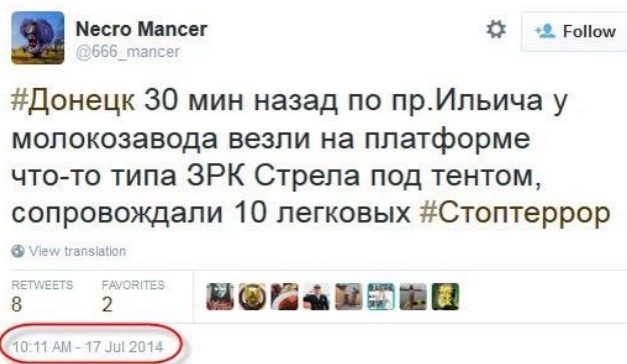 Necro Mancer
@666_mancer
Follow
#Донецк 30 мин назад по пр.Ильича у
молокозавода везли на платформе
что-то типа ЗРК Стрела под тентом,
сопровождали 10 легковых #Стоптеррор
View translation
RETWEETS FAVORITES
8 2
10:11 AM - 17 Jul 2014